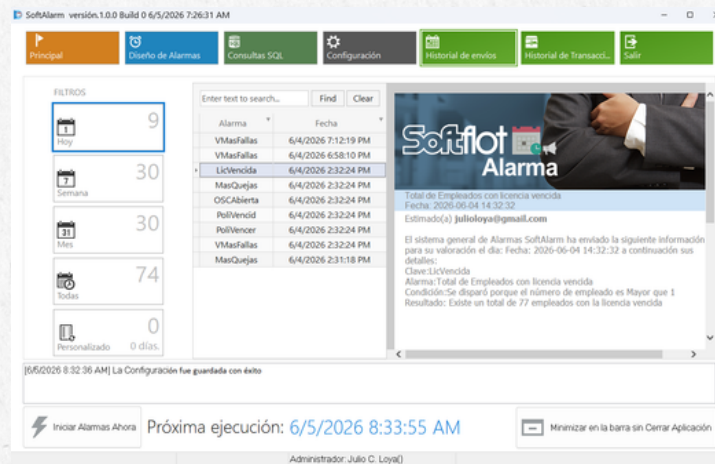 SoftAlarm versión.1.0.0 Build 0 6/5/2026 7:26:31 AM
Principal
Diseño de Alarmas
Consultas SQL
Configuración
Historial de envíos
Historial de Transacci...
Salir
FILTROS
1
9
Hoy
7
30
Semana
31
30
Mes
74
Todas
0
Personalizado
0 días.
Enter text to search...
Find
Clear
Alarma Fecha
VMasFallas 6/4/2026 7:12:19 PM
VMasFallas 6/4/2026 6:58:10 PM
LicVencida 6/4/2026 2:32:24 PM
MasQuejas 6/4/2026 2:32:24 PM
OSCAbierta 6/4/2026 2:32:24 PM
PoliVencid 6/4/2026 2:32:24 PM
PoliVencer 6/4/2026 2:32:24 PM
VMasFallas 6/4/2026 2:32:24 PM
MasQuejas 6/4/2026 2:31:18 PM
Softflot
Alarma
Total de Empleados con licencia vencida
Fecha: 2026-06-04 14:32:32
Estimado(a) julioloya@gmail.com
El sistema general de Alarmas SoftAlarm ha enviado la siguiente información
para su valoración el dia: Fecha: 2026-06-04 14:32:32 a continuación sus
detalles:
Clave:LicVencida
Alarma:Total de Empleados con licencia vencida
Condición:Se disparó porque el número de empleado es Mayor que 1
Resultado: Existe un total de 77 empleados con la licencia vencida
[6/5/2026 8:32:36 AM] La Configuración fue guardada con éxito
Iniciar Alarmas Ahora
Próxima ejecución: 6/5/2026 8:33:55 AM
Minimizar en la barra sin Cerrar Aplicación
Administrador: Julio C. Loya()